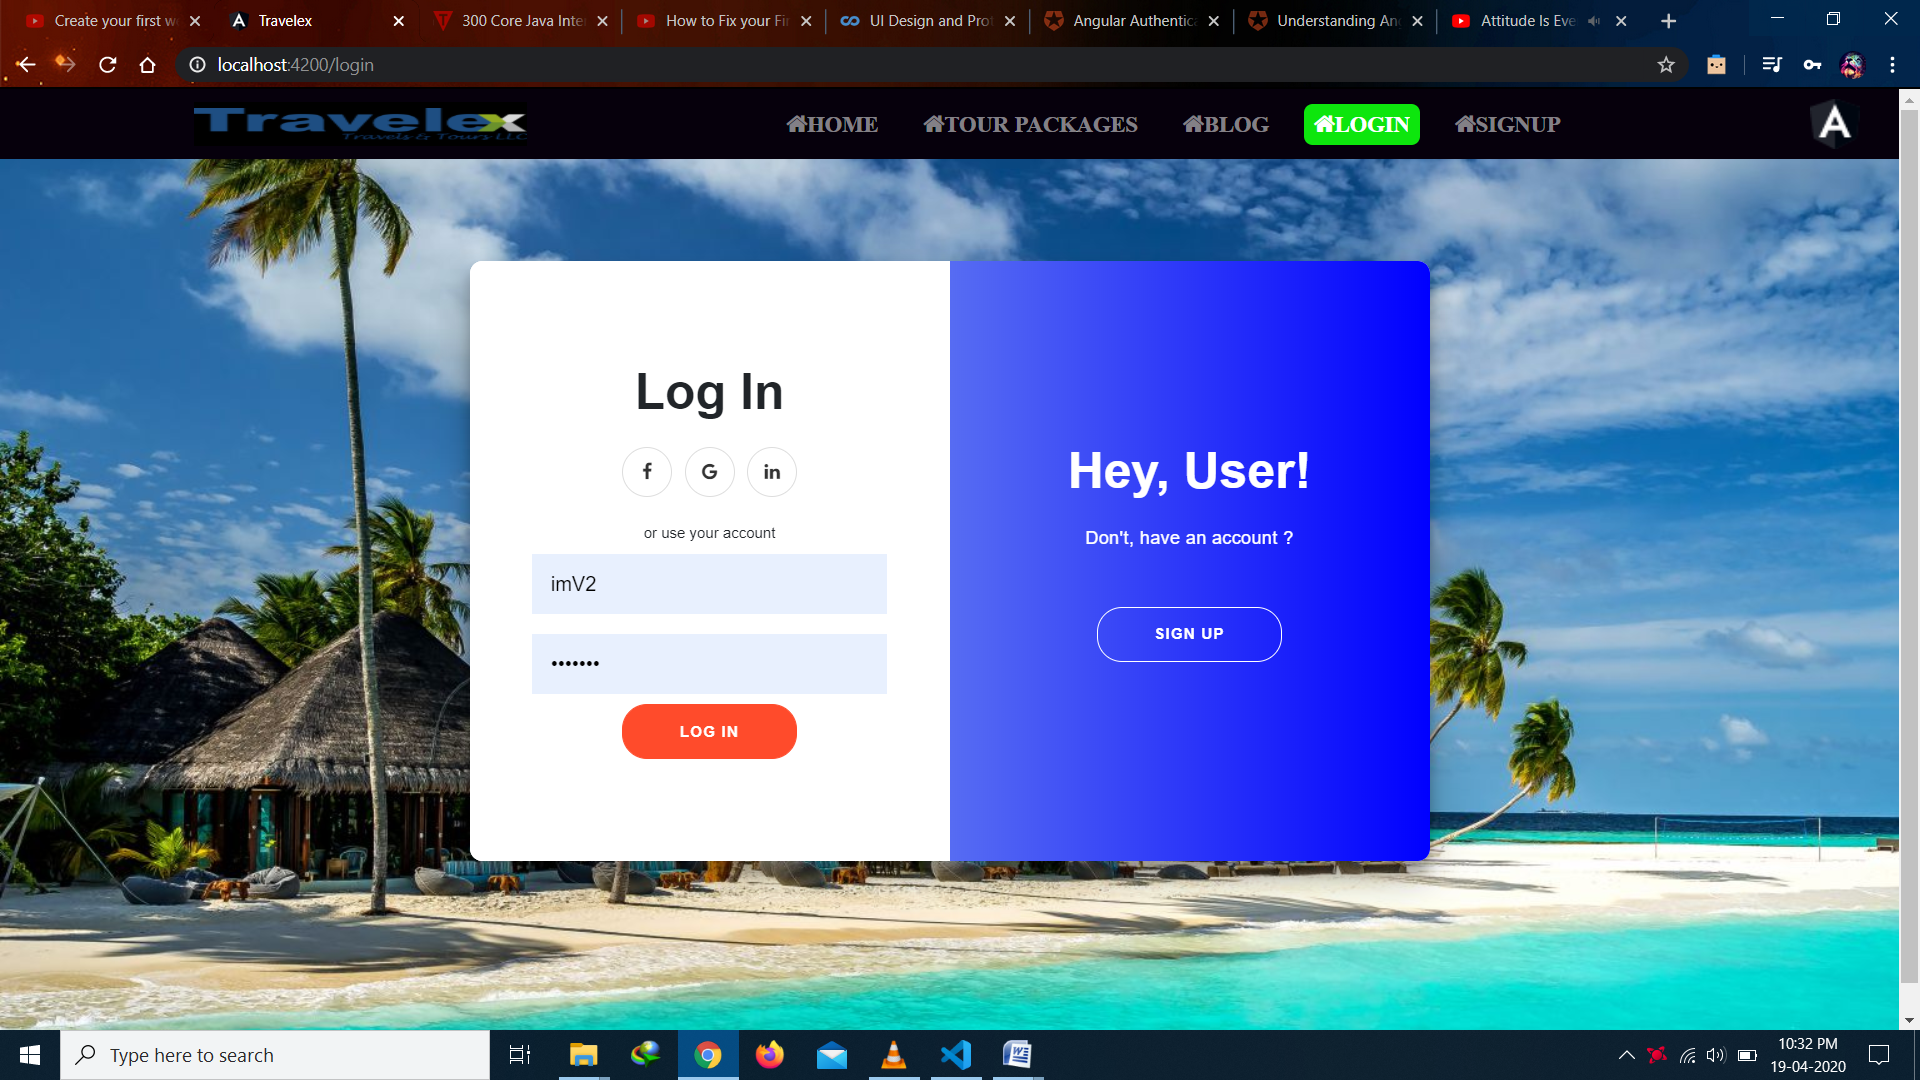 Create your first w
Travelex
300 Core Java Inte
How to Fix your Fi
UI Design and Prot
Angular Authentica
Understanding An
Attitude Is Eve
localhost:4200/login
Travelex
Travels & Tours LLC
HOME
TOUR PACKAGES
BLOG
LOGIN
SIGNUP
A
Log In
f
G
in
or use your account
imV2
•••••••
LOG IN
Hey, User!
Don't, have an account ?
SIGN UP
Type here to search
10:32 PM
19-04-2020